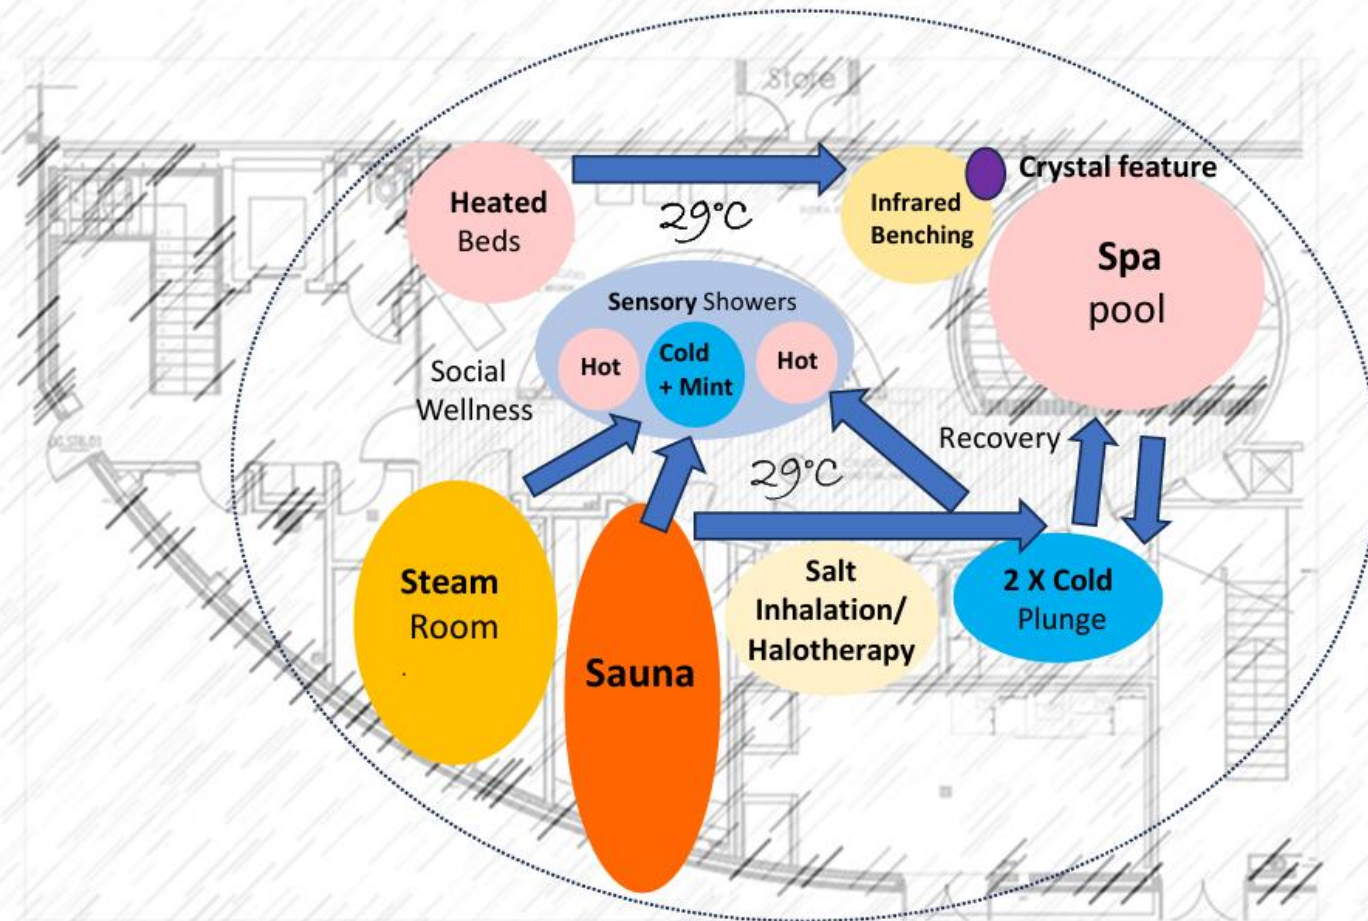 Store
Crystal feature
Heated
Beds
29°C
Infrared
Benching
Spa
pool
Sensory Showers
Hot
Cold
+ Mint
Hot
Social
Wellness
Recovery
29°C
Steam
Room
.
Sauna
Salt
Inhalation/
Halotherapy
2 X Cold
Plunge